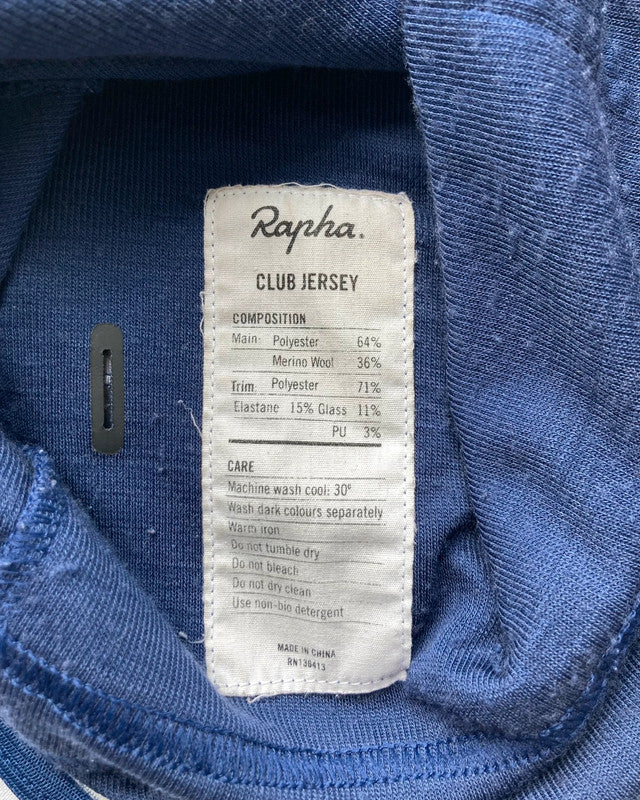 Rapha.
CLUB JERSEY
COMPOSITION
Main: Polyester 64%
Merino Wool 36%
Trim: Polyester 71%
Elastane 15% Glass 11%
PU 3%
CARE
Machine wash cool: 30°
Wash dark colours separately
Warm iron
Do not tumble dry
Do not bleach
Do not dry clean
Use non-bio detergent
MADE IN CHINA
RN130413